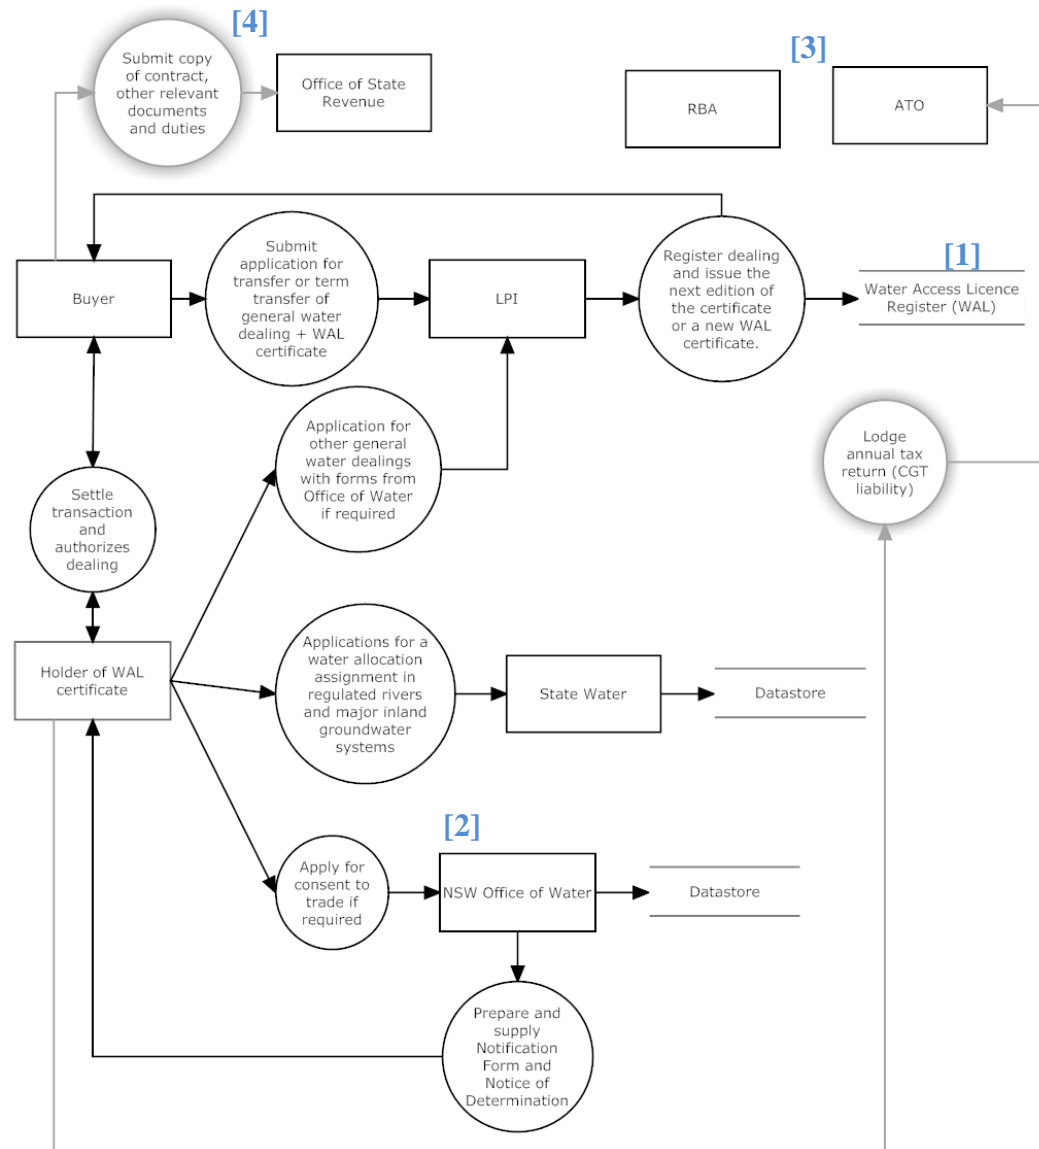 [4]
Submit copy
of contract,
other relevant
documents
and duties
Office of State
Revenue
[3]
RBA
ATO
Buyer
Submit
application for
transfer or term
transfer of
general water
dealing + WAL
certificate
LPI
Register dealing
and issue the
next edition of
the certificate
or a new WAL
certificate.
[1]
Water Access Licence
Register (WAL)
Application for
other general
water dealings
with forms from
Office of Water
if required
Lodge
annual tax
return (CGT
liability)
Settle
transaction
and
authorizes
dealing
Holder of WAL
certificate
Applications for a
water allocation
assignment in
regulated rivers
and major inland
groundwater
systems
State Water
Datastore
[2]
Apply for
consent to
trade if
required
NSW Office of Water
Datastore
Prepare and
supply
Notification
Form and
Notice of
Determination